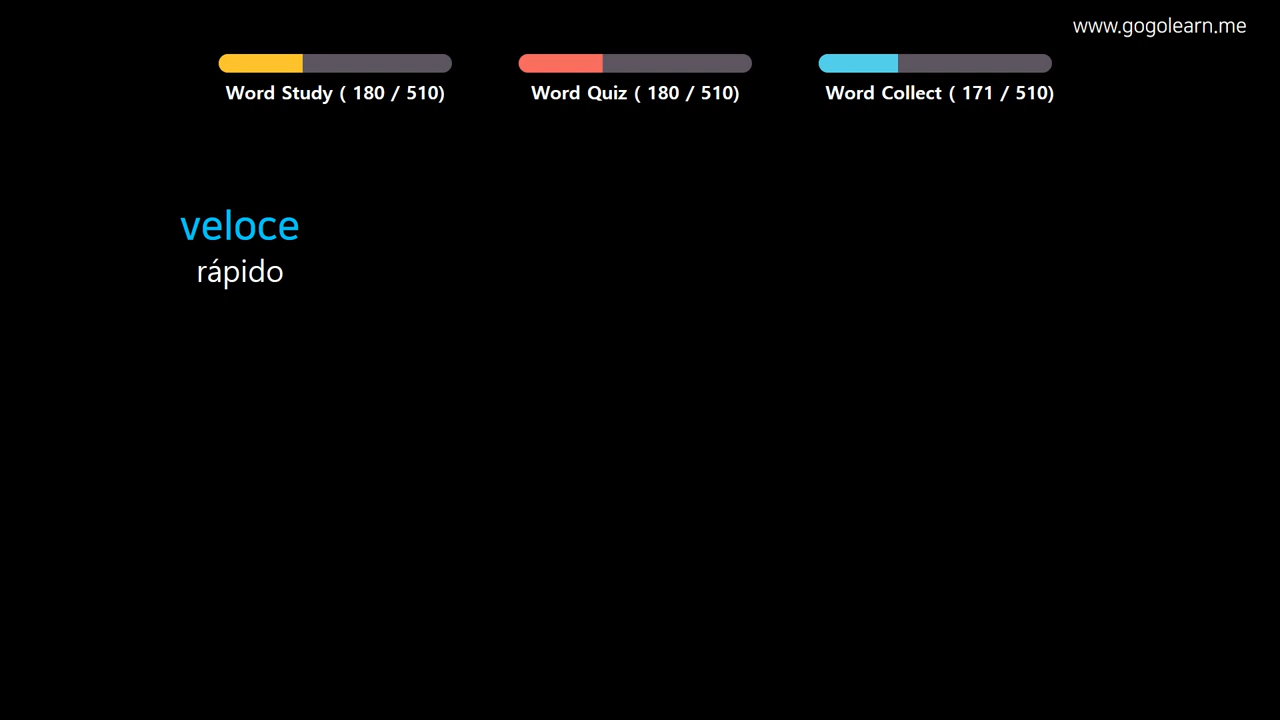 www.gogolearn.me
Word Study ( 180 / 510)
Word Quiz ( 180 / 510)
Word Collect ( 171 / 510)
veloce
rápido